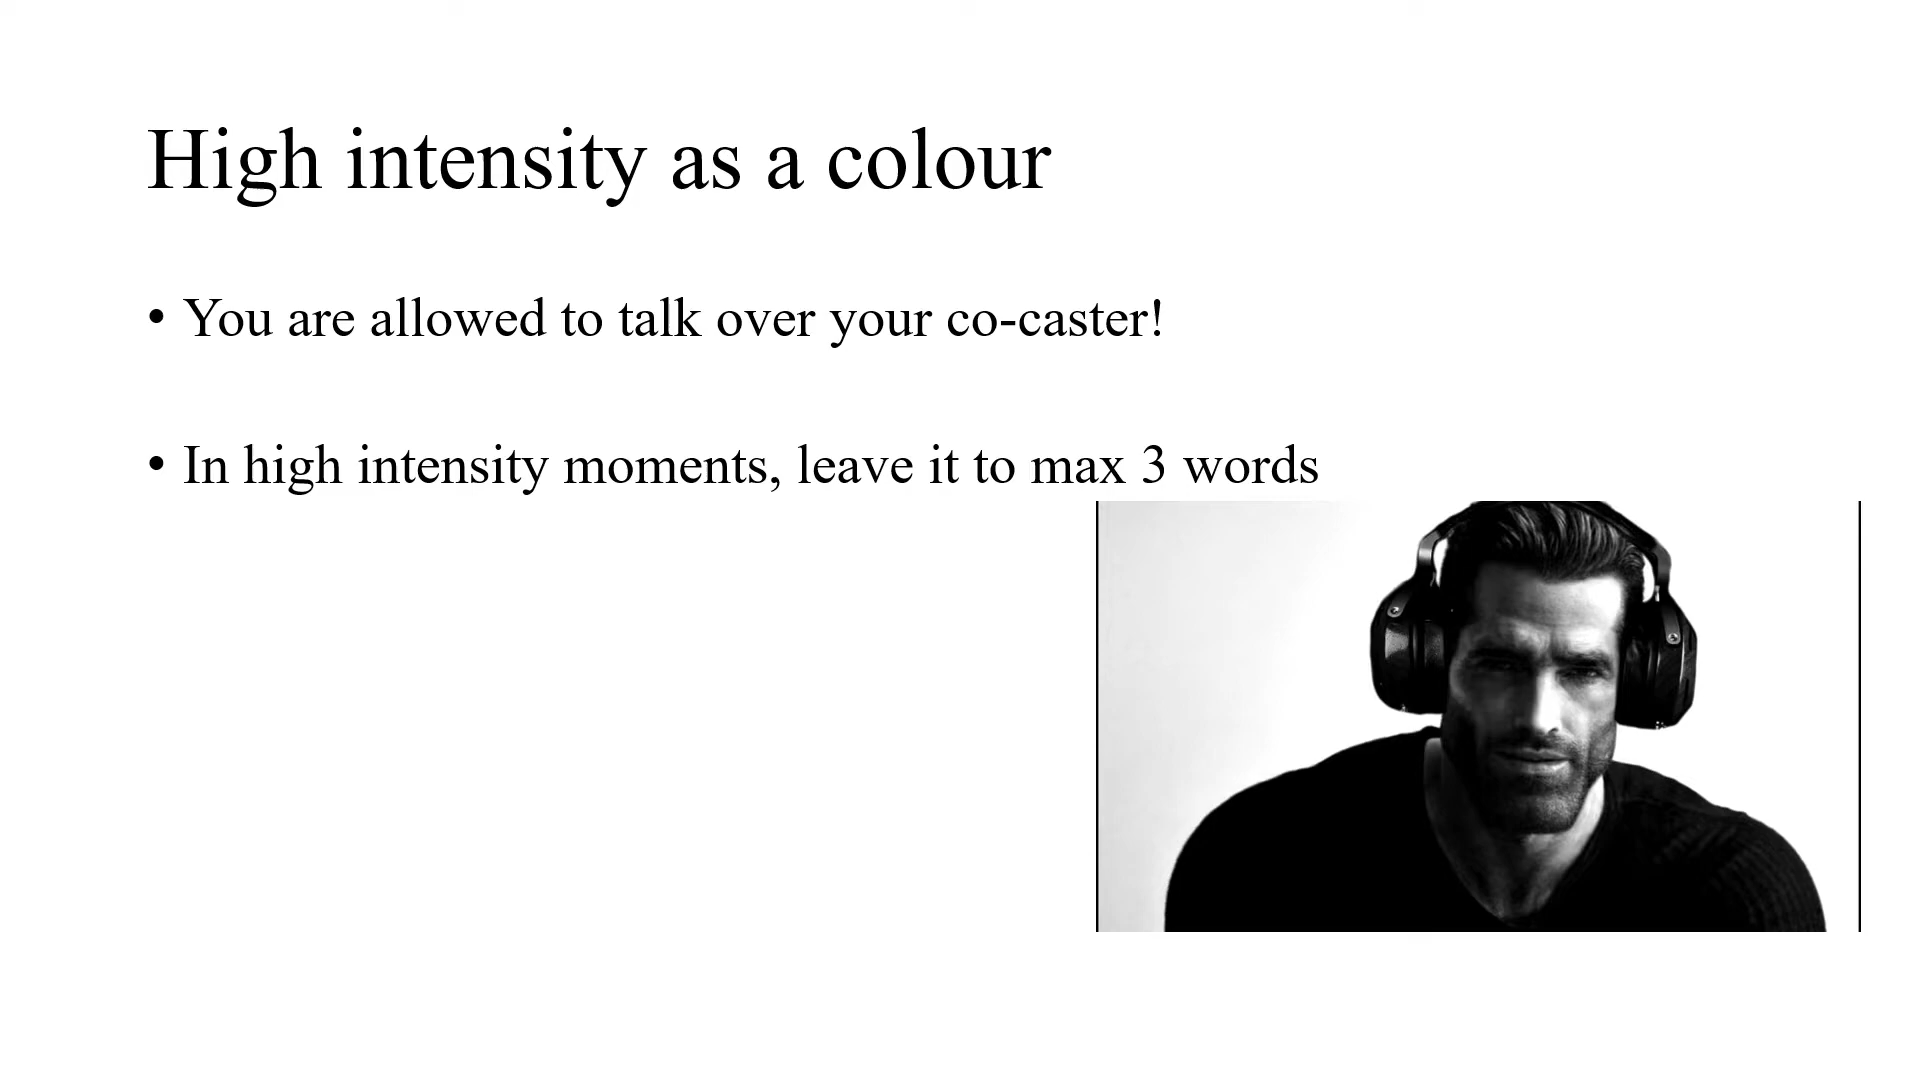 High intensity as a colour
• You are allowed to talk over your co-caster!
• In high intensity moments, leave it to max 3 words